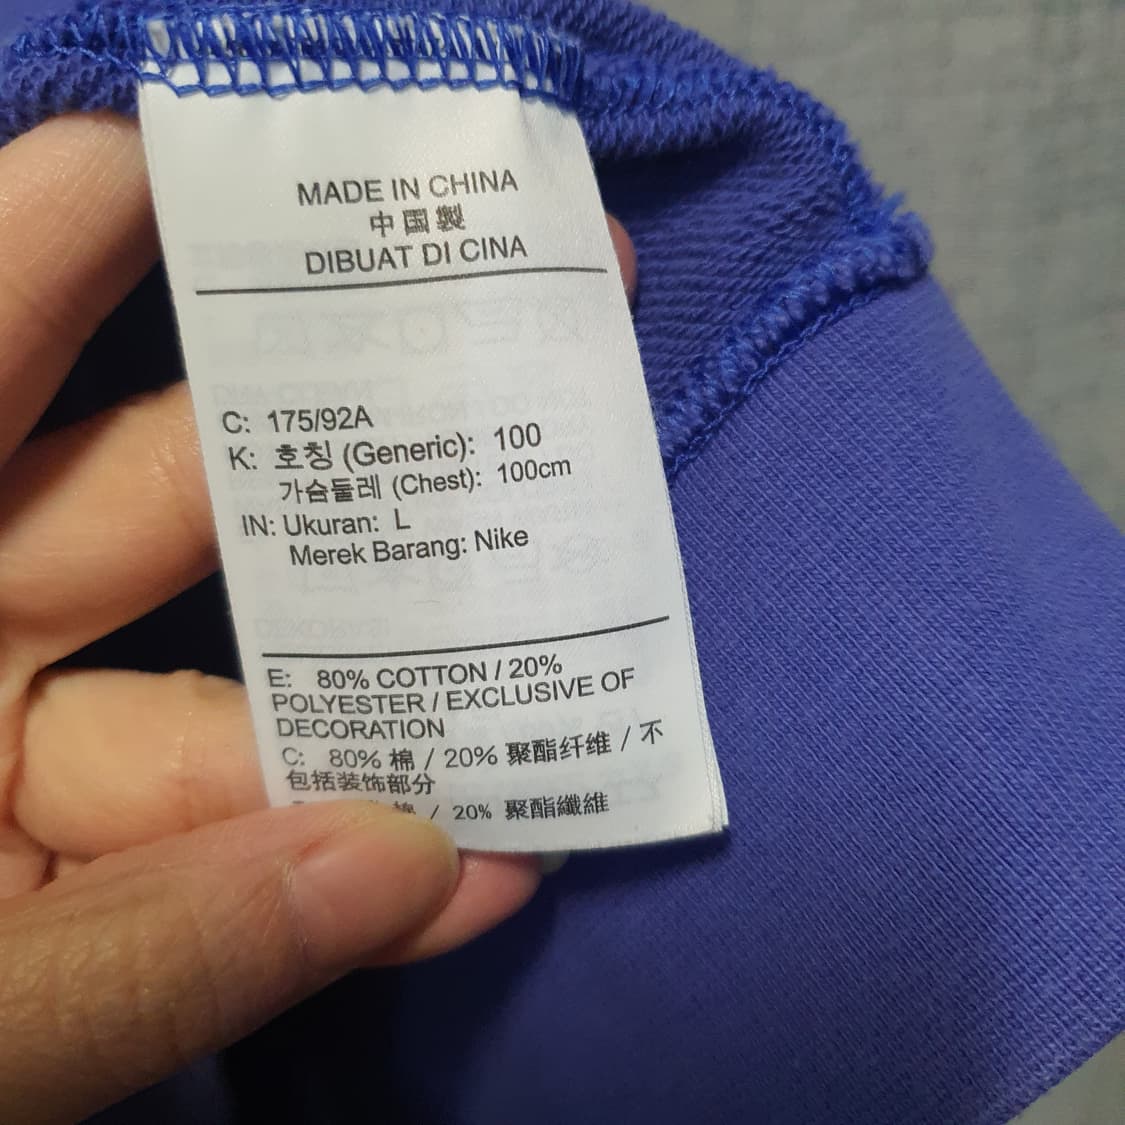 MADE IN CHINA
中国製
DIBUAT DI CINA
C: 175/92A
K: 호칭 (Generic): 100
가슴둘레 (Chest): 100cm
IN: Ukuran: L
Merek Barang: Nike
E: 80% COTTON / 20%
POLYESTER / EXCLUSIVE OF
DECORATION
C: 80% 棉 / 20% 聚酯纤维 / 不
包括装饰部分
棉 / 20% 聚酯纖維